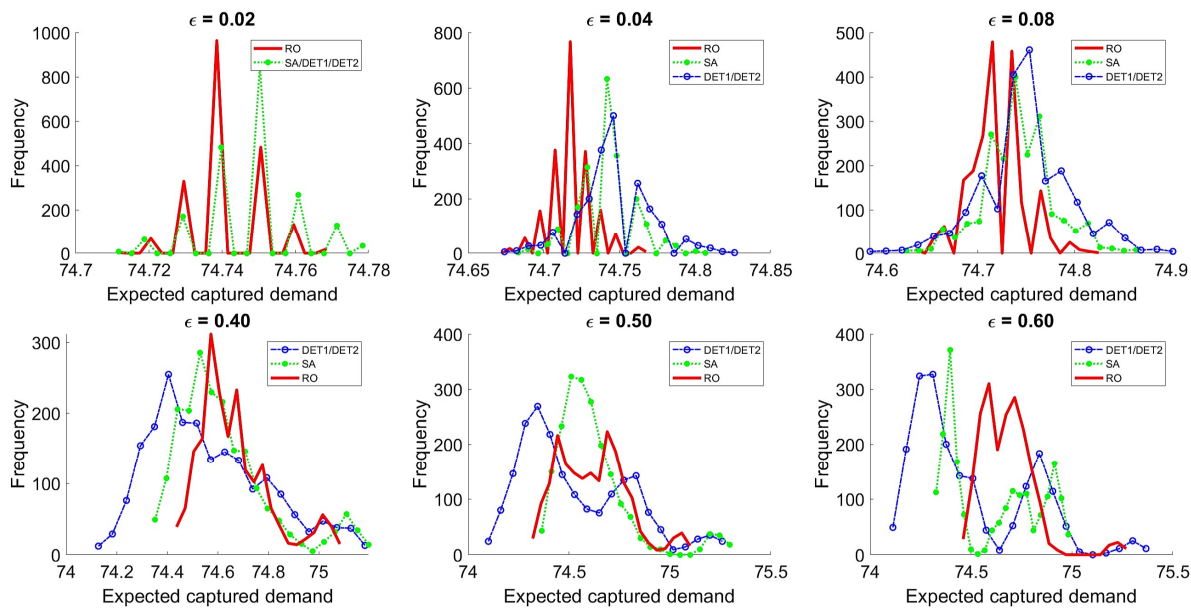 ϵ = 0.02
1000
800
600
400
200
0
Frequency
RO
SA/DET1/DET2
74.7
74.72
74.74
74.76
74.78
Expected captured demand
ϵ = 0.04
800
600
400
200
0
Frequency
RO
SA
DET1/DET2
74.65
74.7
74.75
74.8
74.85
Expected captured demand
ϵ = 0.08
500
400
300
200
100
0
Frequency
RO
SA
DET1/DET2
74.6
74.7
74.8
74.9
Expected captured demand
ϵ = 0.40
300
200
100
0
Frequency
DET1/DET2
SA
RO
74
74.2
74.4
74.6
74.8
75
Expected captured demand
ϵ = 0.50
400
300
200
100
0
Frequency
DET1/DET2
SA
RO
74
74.5
75
75.5
Expected captured demand
ϵ = 0.60
400
300
200
100
0
Frequency
DET1/DET2
SA
RO
74
74.5
75
75.5
Expected captured demand